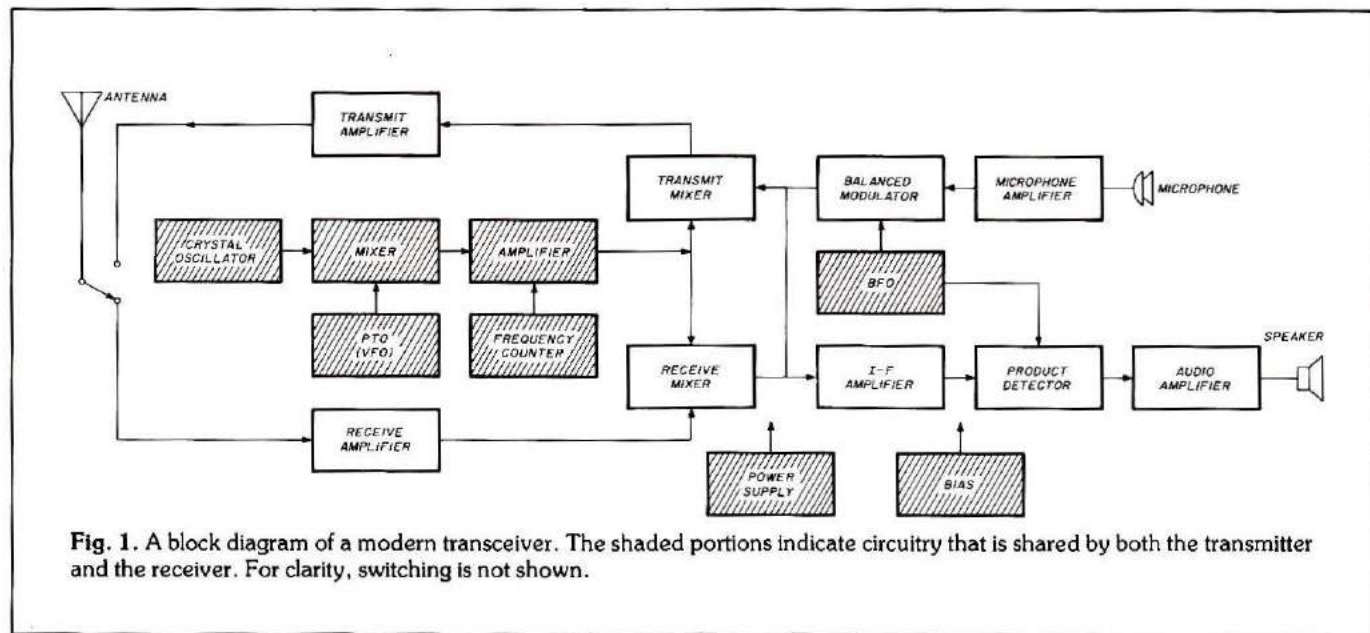 ANTENNA
TRANSMIT
AMPLIFIER
TRANSMIT
MIXER
BALANCED
MODULATOR
MICROPHONE
AMPLIFIER
MICROPHONE
CRYSTAL
OSCILLATOR
MIXER
AMPLIFIER
BFO
PTO
(VFO)
FREQUENCY
COUNTER
SPEAKER
RECEIVE
MIXER
I-F
AMPLIFIER
PRODUCT
DETECTOR
AUDIO
AMPLIFIER
RECEIVE
AMPLIFIER
POWER
SUPPLY
BIAS
Fig. 1. A block diagram of a modern transceiver. The shaded portions indicate circuitry that is shared by both the transmitter
and the receiver. For clarity, switching is not shown.